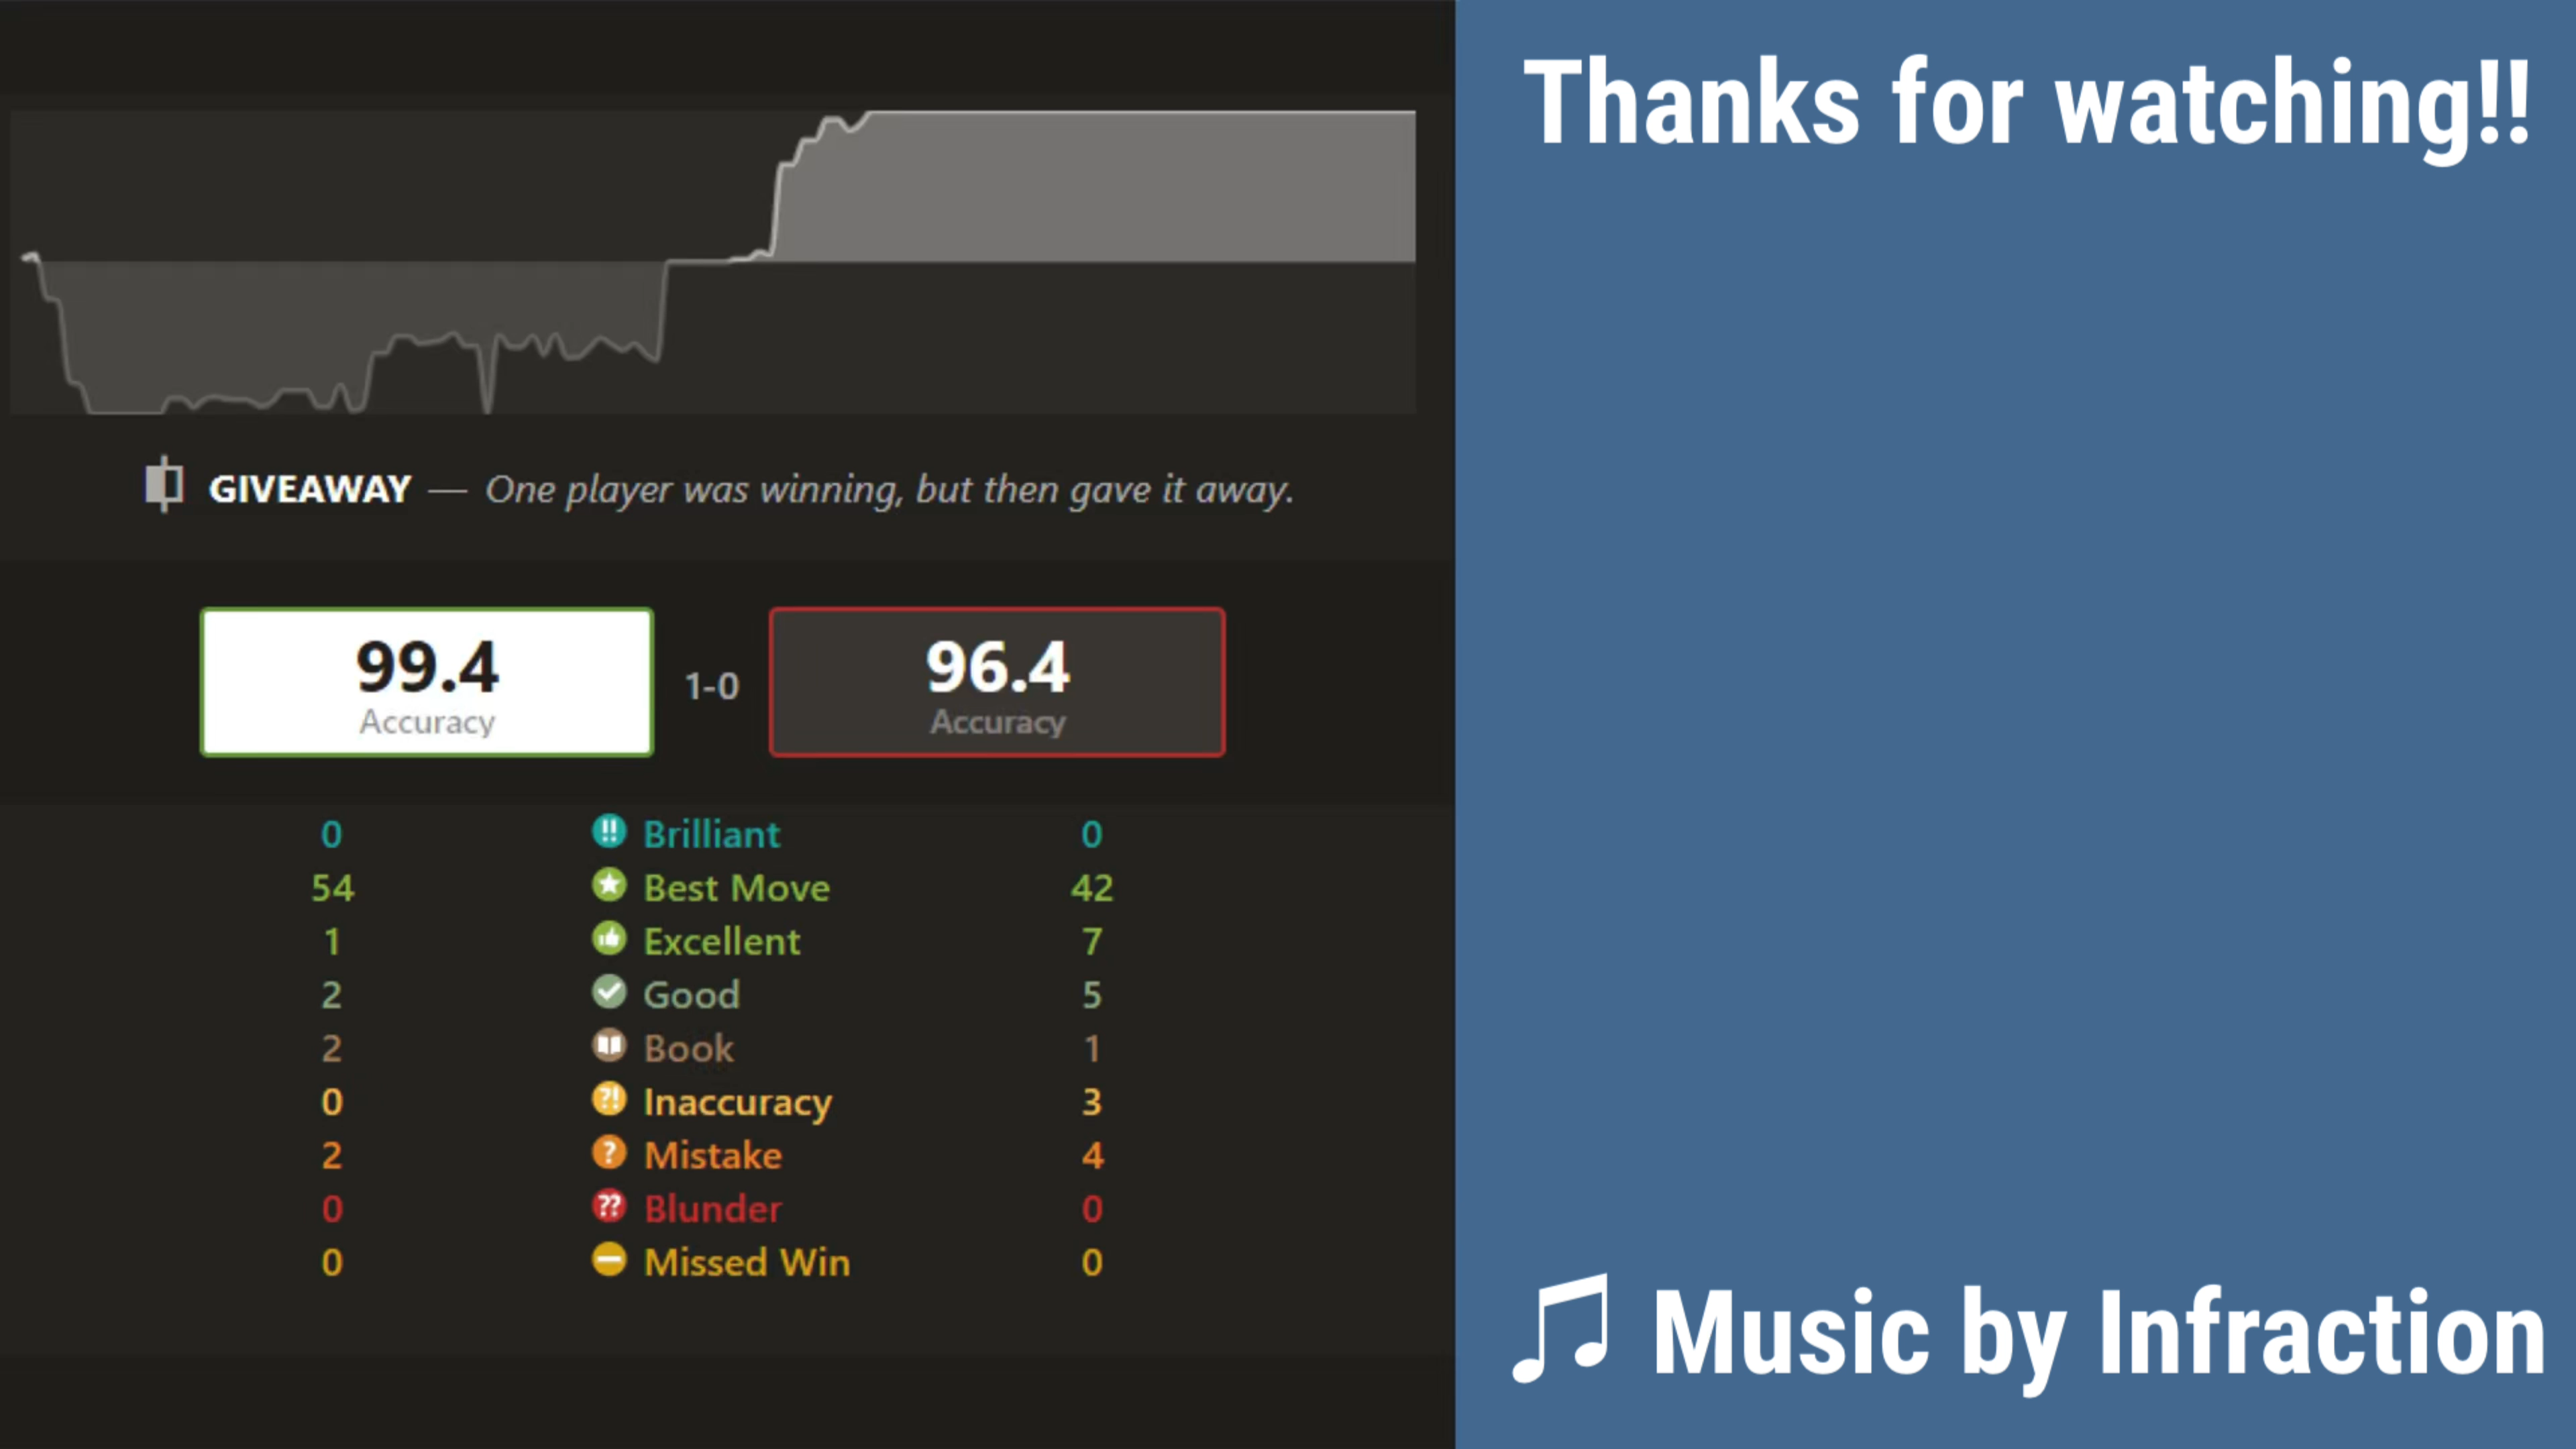 Thanks for watching!!
GIVEAWAY — One player was winning, but then gave it away.
99.4 1-0 96.4
Accuracy Accuracy
0 !! Brilliant 0
54 Best Move 42
1 Excellent 7
2 Good 5
2 Book 1
0 ?! Inaccuracy 3
2 ? Mistake 4
0 ?? Blunder 0
0 Missed Win 0
Music by Infraction